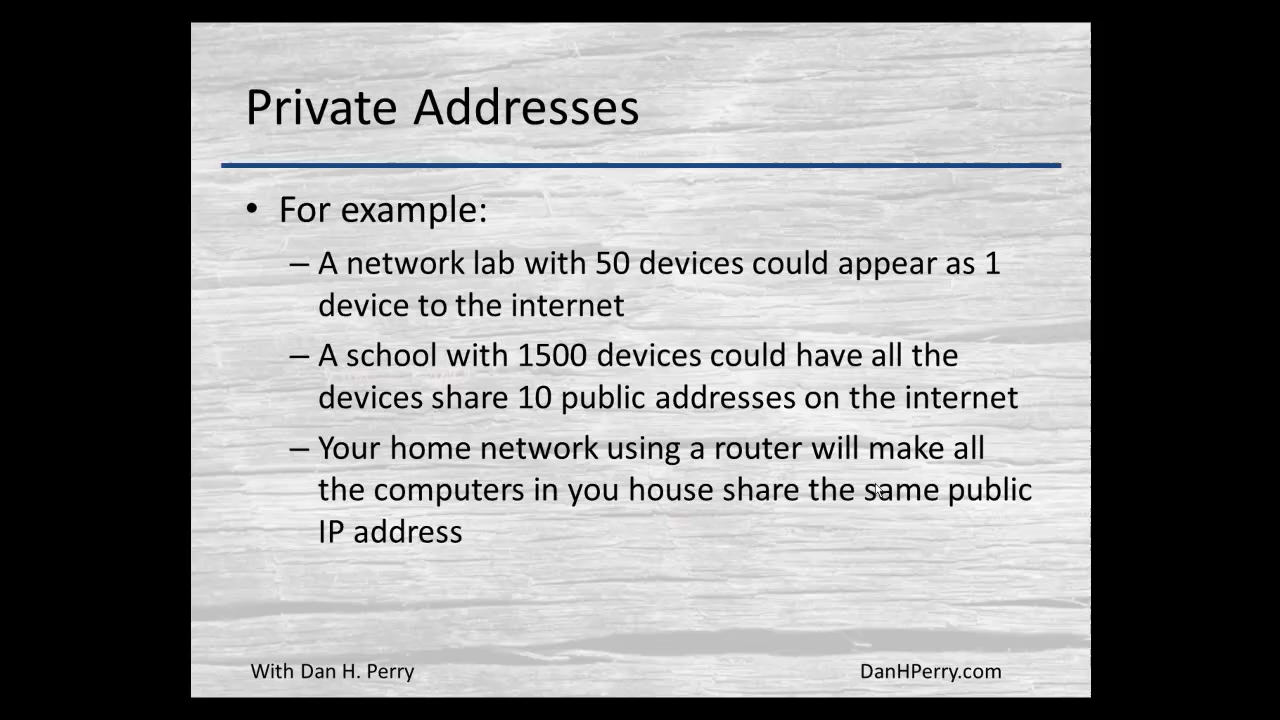 Private Addresses
• For example:
– A network lab with 50 devices could appear as 1
device to the internet
– A school with 1500 devices could have all the
devices share 10 public addresses on the internet
– Your home network using a router will make all
the computers in you house share the same public
IP address
With Dan H. Perry
DanHPerry.com